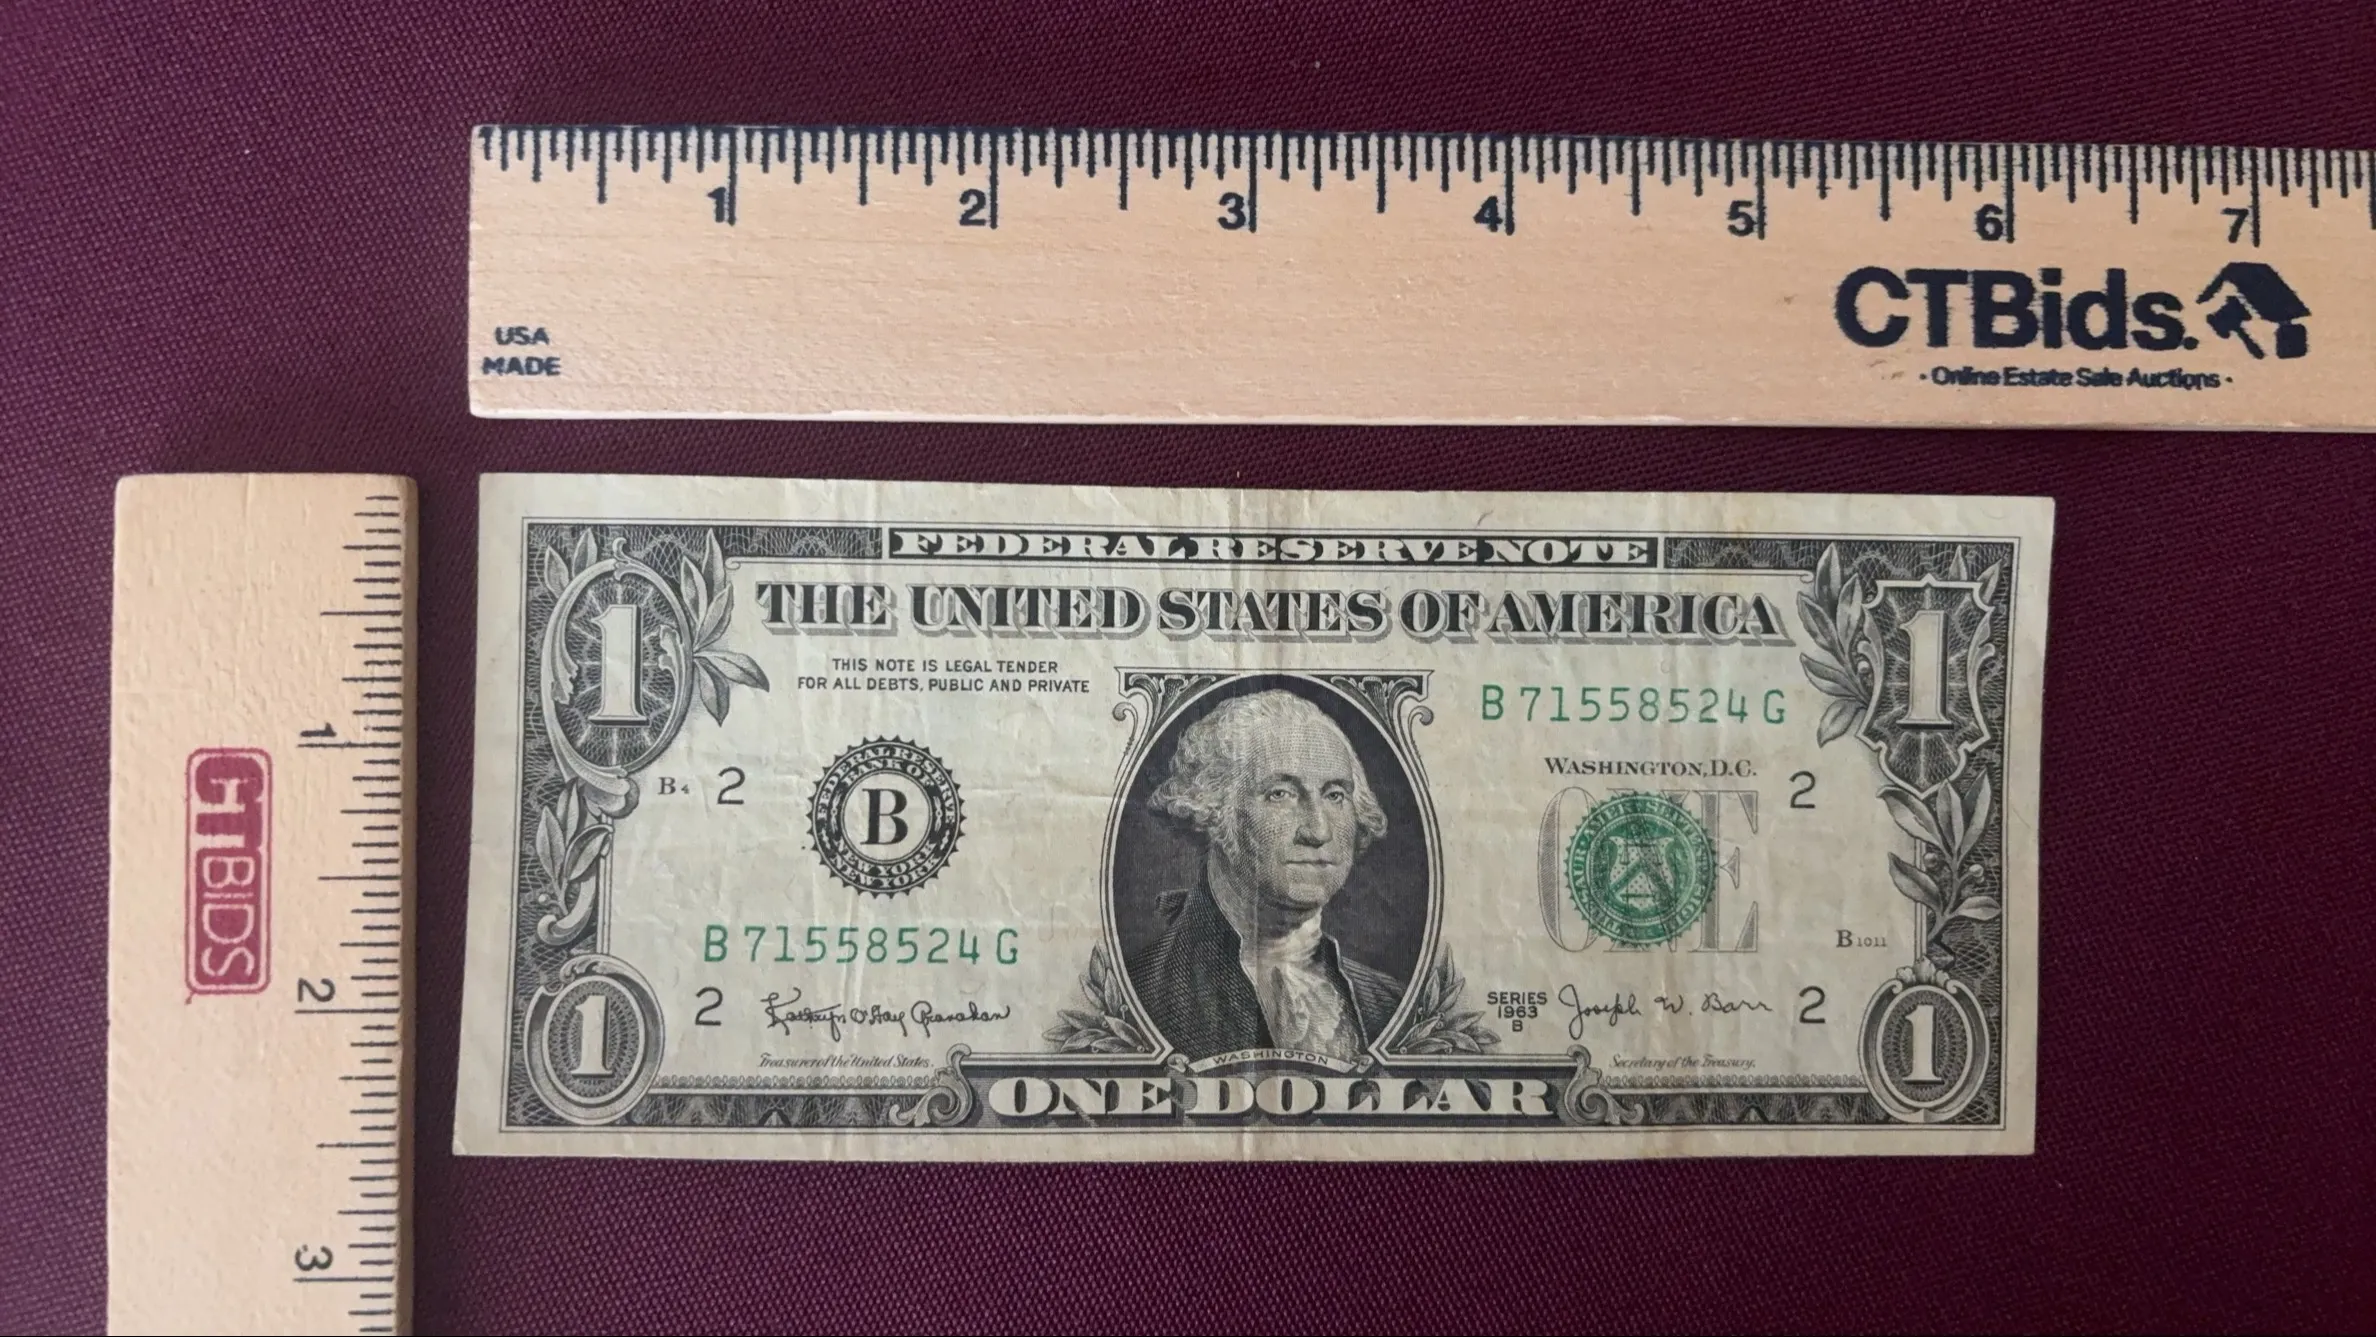 1 2 3 4 5 6 7
USA
MADE
CTBids.
· Online Estate Sale Auctions ·
1
CTBIDS
2
3
FEDERAL RESERVE NOTE
THE UNITED STATES OF AMERICA
1 1
THIS NOTE IS LEGAL TENDER
FOR ALL DEBTS, PUBLIC AND PRIVATE
B 71558524 G
WASHINGTON, D.C.
B4 2
FEDERAL RESERVE
BANK OF
B
NEW YORK
NEW YORK
ONE
2
B 71558524 G
B1011
2
Kathryn O'Hay Granahan
Treasurer of the United States.
SERIES
1963
B
Joseph W. Barr
2
Secretary of the Treasury.
WASHINGTON
1 ONE DOLLAR 1